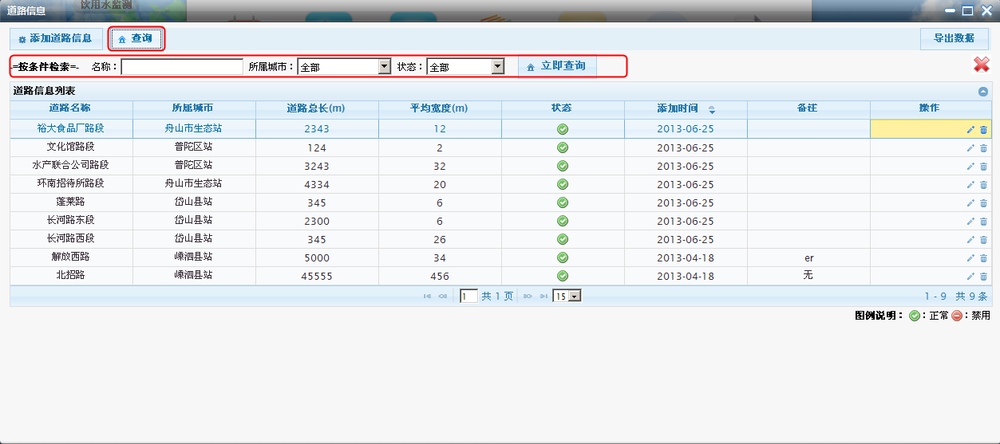 饮用水监测
道路信息
添加道路信息 查询 导出数据
-=按条件检索=- 名称： 所属城市： 全部 状态： 全部 立即查询
道路信息列表
道路名称 所属城市 道路总长(m) 平均宽度(m) 状态 添加时间 备注 操作
裕大食品厂路段 舟山市生态站 2343 12 2013-06-25
文化馆路段 普陀区站 124 2 2013-06-25
水产联合公司路段 普陀区站 3243 32 2013-06-25
环南招待所路段 舟山市生态站 4334 20 2013-06-25
蓬莱路 岱山县站 345 6 2013-06-25
长河路东段 岱山县站 2300 6 2013-06-25
长河路西段 岱山县站 345 26 2013-06-25
解放西路 嵊泗县站 5000 34 2013-04-18 er
北招路 嵊泗县站 45555 456 2013-04-18 无
1 共 1 页 15 1 - 9 共 9 条
图例说明： ：正常 ：禁用